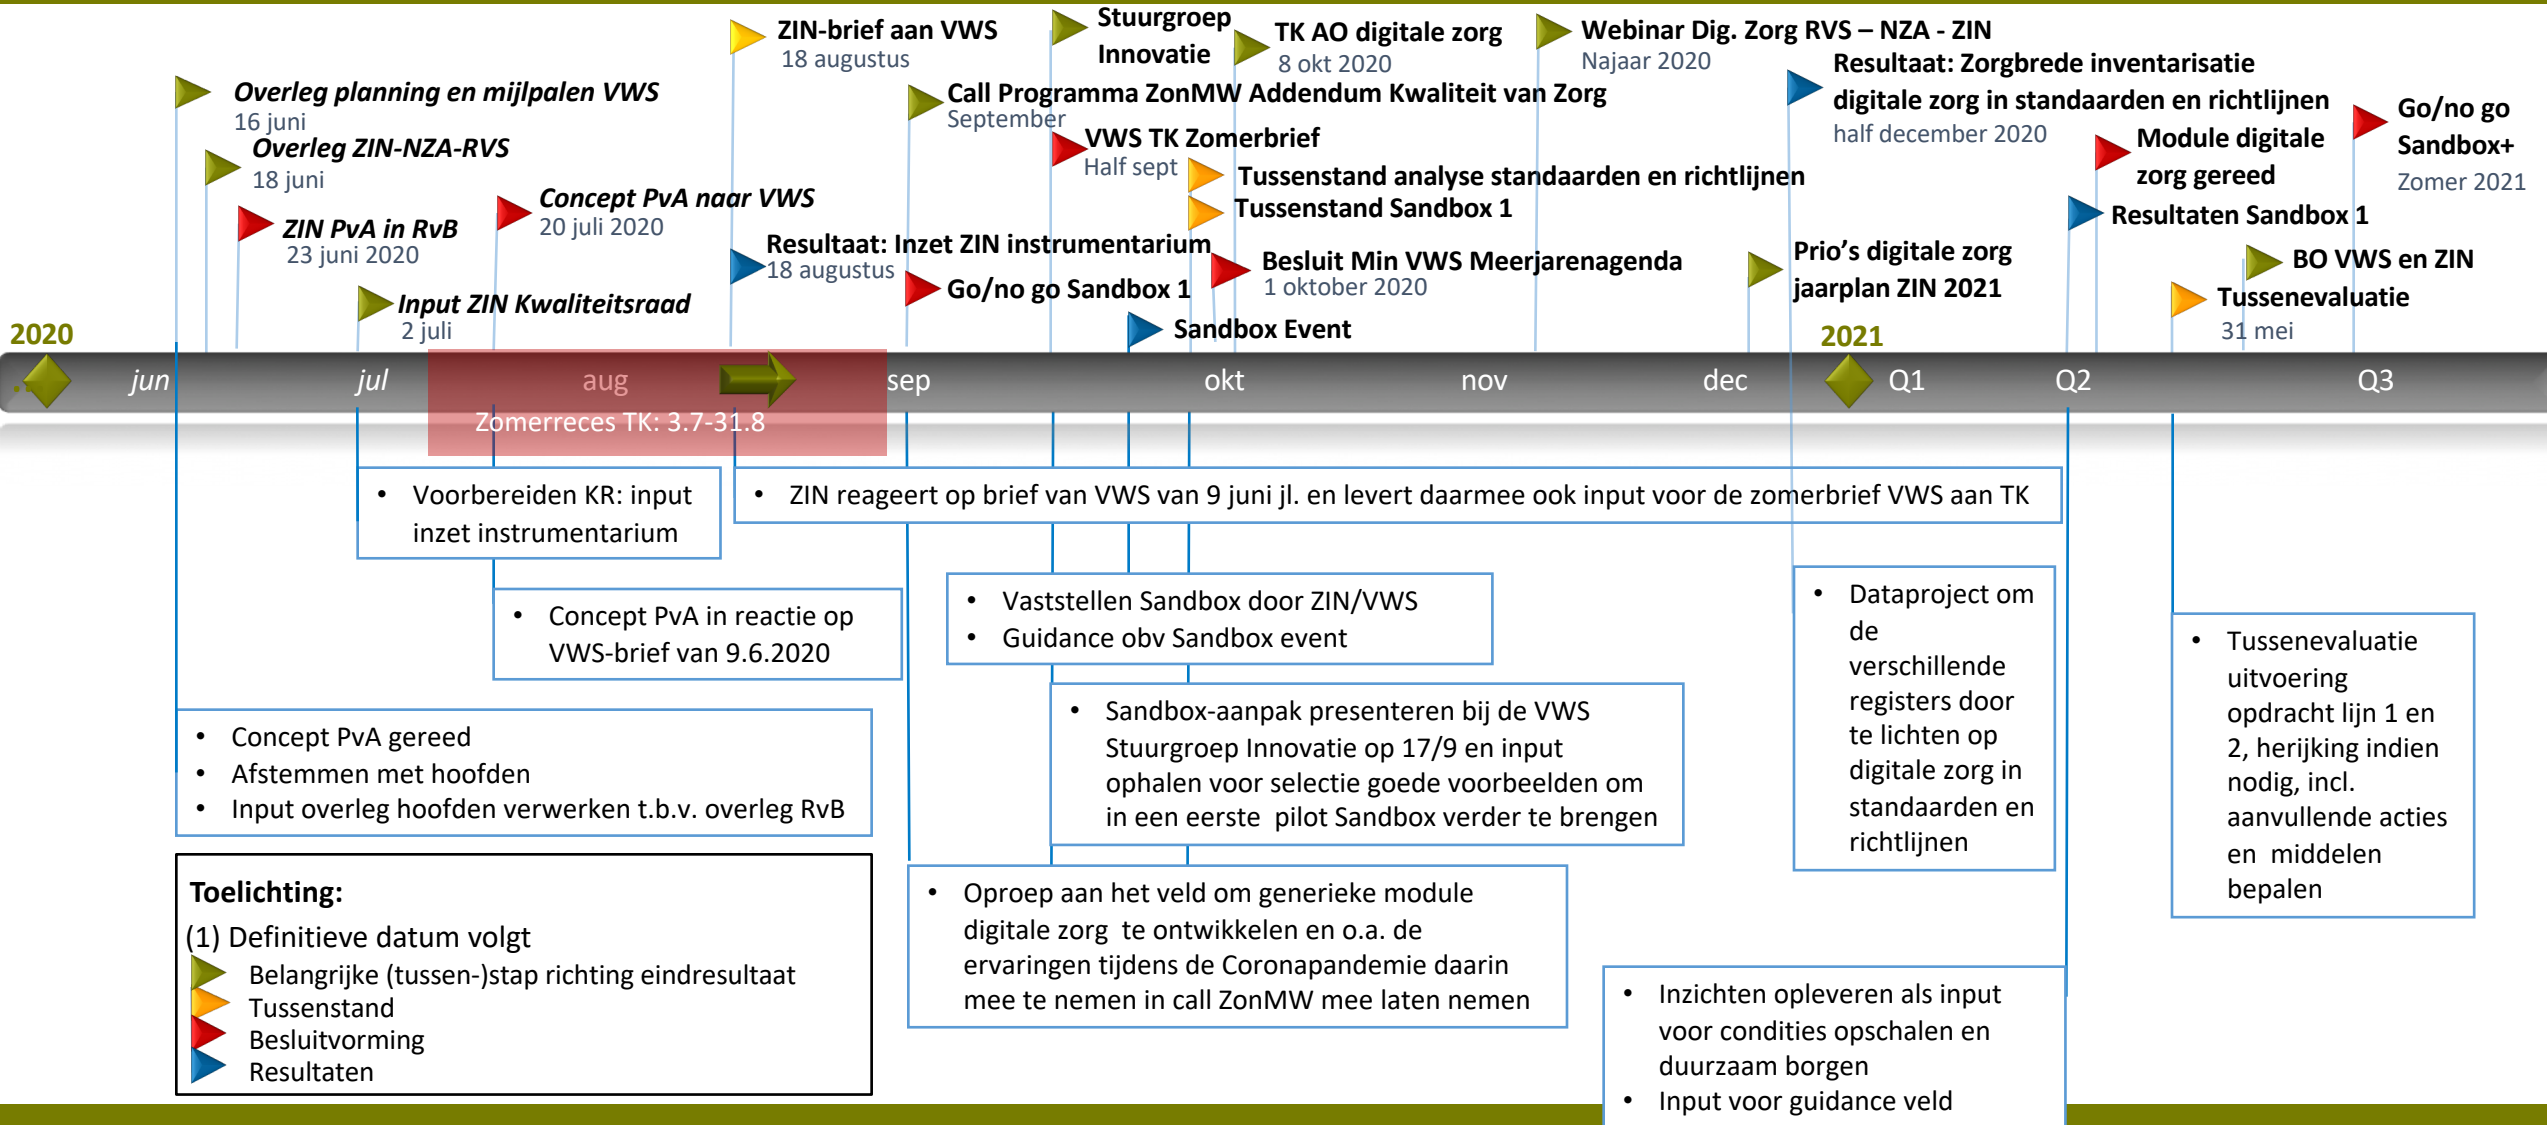 Overleg planning en mijlpalen VWS
16 juni
Overleg ZIN-NZA-RVS
18 juni
ZIN PvA in RvB
23 juni 2020
Input ZIN Kwaliteitsraad
2 juli
Concept PvA naar VWS
20 juli 2020
ZIN-brief aan VWS
18 augustus
Resultaat: Inzet ZIN instrumentarium
18 augustus
Call Programma ZonMW Addendum Kwaliteit van Zorg
September
Go/no go Sandbox 1
Stuurgroep
Innovatie
VWS TK Zomerbrief
Half sept
Sandbox Event
Tussenstand analyse standaarden en richtlijnen
Tussenstand Sandbox 1
Besluit Min VWS Meerjarenagenda
1 oktober 2020
TK AO digitale zorg
8 okt 2020
Webinar Dig. Zorg RVS – NZA - ZIN
Najaar 2020
Prio’s digitale zorg
jaarplan ZIN 2021
Resultaat: Zorgbrede inventarisatie
digitale zorg in standaarden en richtlijnen
half december 2020
Module digitale
zorg gereed
Resultaten Sandbox 1
Tussenevaluatie
31 mei
BO VWS en ZIN
Go/no go
Sandbox+
Zomer 2021
2020
2021
jun
jul
aug
sep
okt
nov
dec
Q1
Q2
Q3
Zomerreces TK: 3.7-31.8
• Voorbereiden KR: input
inzet instrumentarium
• ZIN reageert op brief van VWS van 9 juni jl. en levert daarmee ook input voor de zomerbrief VWS aan TK
• Concept PvA in reactie op
VWS-brief van 9.6.2020
• Vaststellen Sandbox door ZIN/VWS
• Guidance obv Sandbox event
• Sandbox-aanpak presenteren bij de VWS
Stuurgroep Innovatie op 17/9 en input
ophalen voor selectie goede voorbeelden om
in een eerste pilot Sandbox verder te brengen
• Concept PvA gereed
• Afstemmen met hoofden
• Input overleg hoofden verwerken t.b.v. overleg RvB
• Oproep aan het veld om generieke module
digitale zorg te ontwikkelen en o.a. de
ervaringen tijdens de Coronapandemie daarin
mee te nemen in call ZonMW mee laten nemen
• Dataproject om
de
verschillende
registers door
te lichten op
digitale zorg in
standaarden en
richtlijnen
• Tussenevaluatie
uitvoering
opdracht lijn 1 en
2, herijking indien
nodig, incl.
aanvullende acties
en middelen
bepalen
• Inzichten opleveren als input
voor condities opschalen en
duurzaam borgen
• Input voor guidance veld
Toelichting:
(1) Definitieve datum volgt
Belangrijke (tussen-)stap richting eindresultaat
Tussenstand
Besluitvorming
Resultaten